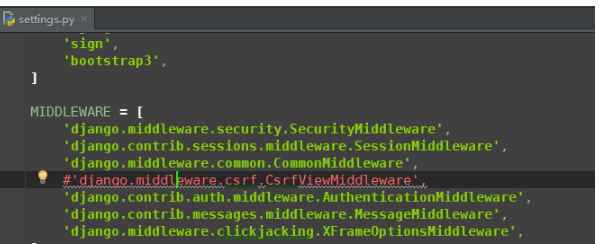 settings.py ×
'sign',
'bootstrap3',
]
MIDDLEWARE = [
'django.middleware.security.SecurityMiddleware',
'django.contrib.sessions.middleware.SessionMiddleware',
'django.middleware.common.CommonMiddleware',
#'django.middleware.csrf.CsrfViewMiddleware',
'django.contrib.auth.middleware.AuthenticationMiddleware',
'django.contrib.messages.middleware.MessageMiddleware',
'django.middleware.clickjacking.XFrameOptionsMiddleware',